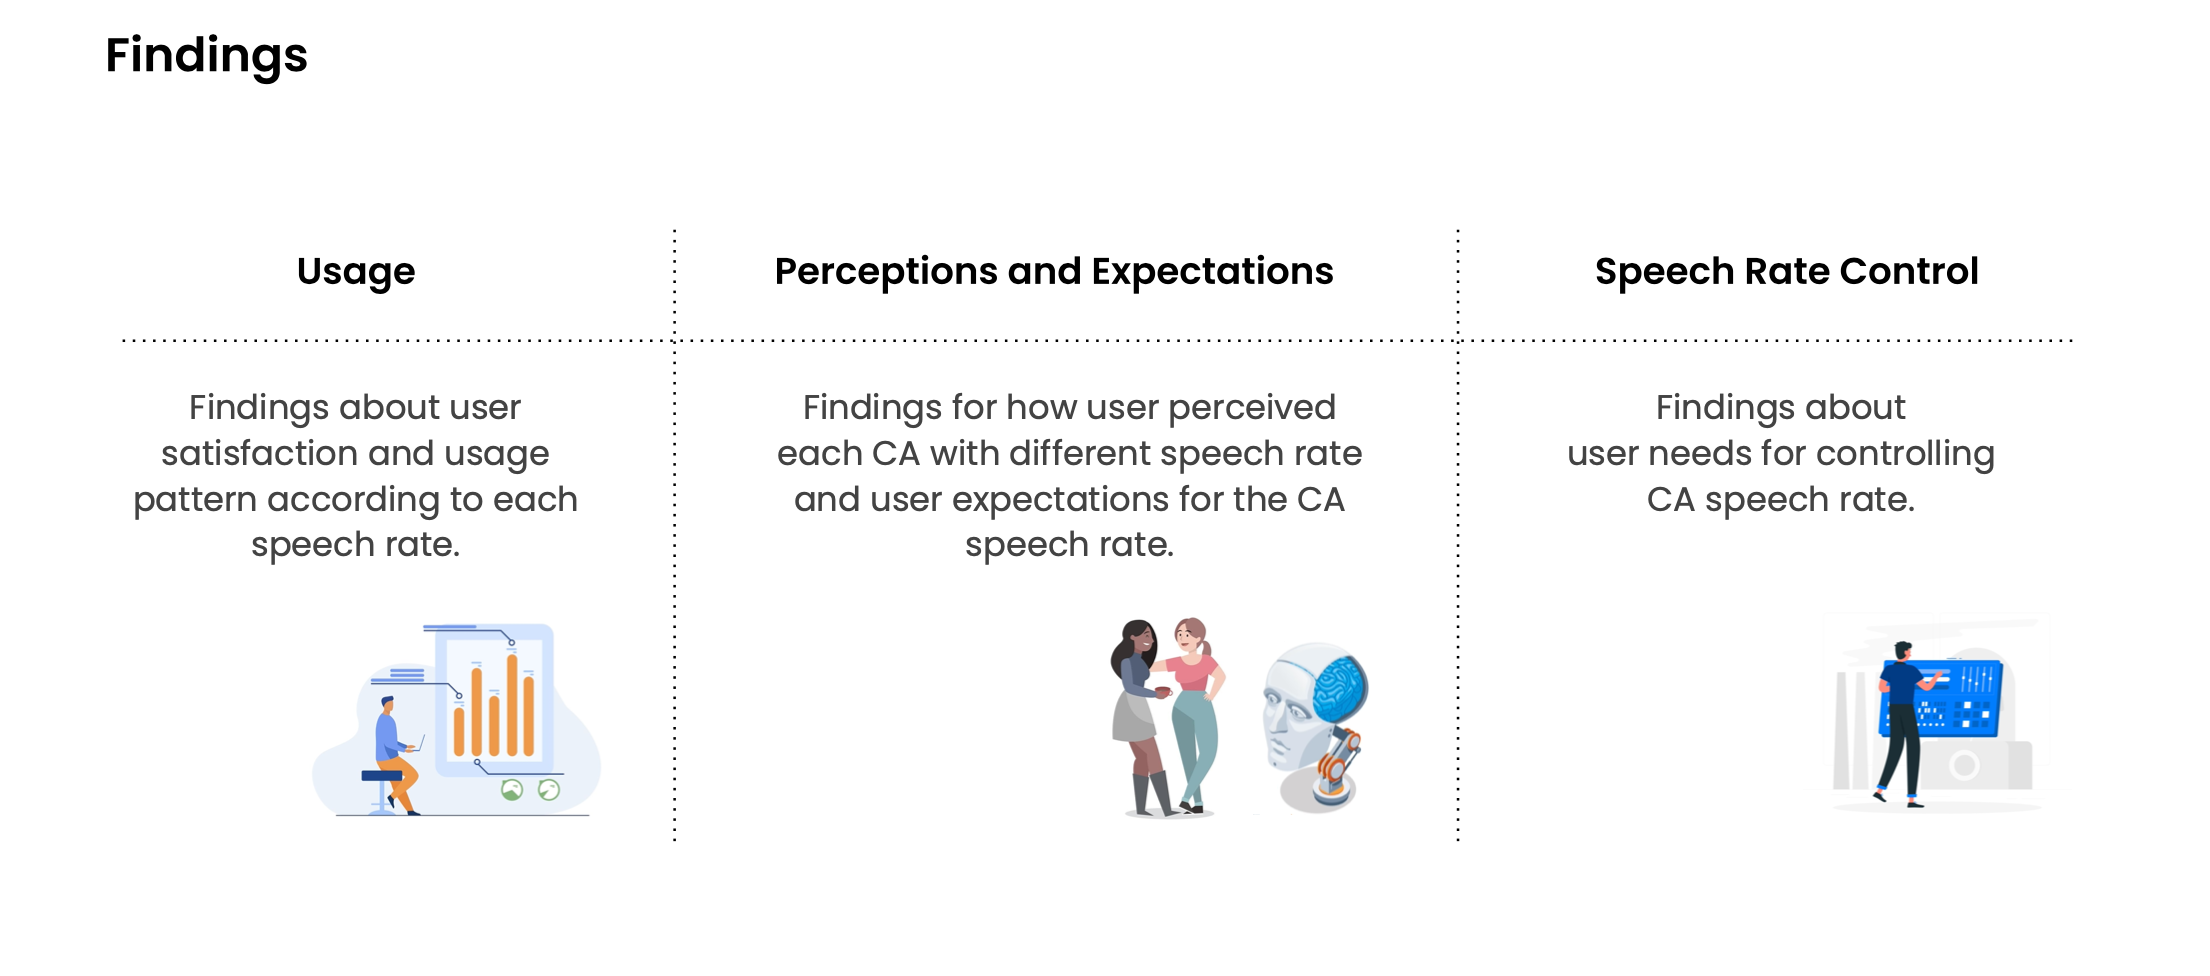 Findings
Usage
Perceptions and Expectations
Speech Rate Control
Findings about user
satisfaction and usage
pattern according to each
speech rate.
Findings for how user perceived
each CA with different speech rate
and user expectations for the CA
speech rate.
Findings about
user needs for controlling
CA speech rate.